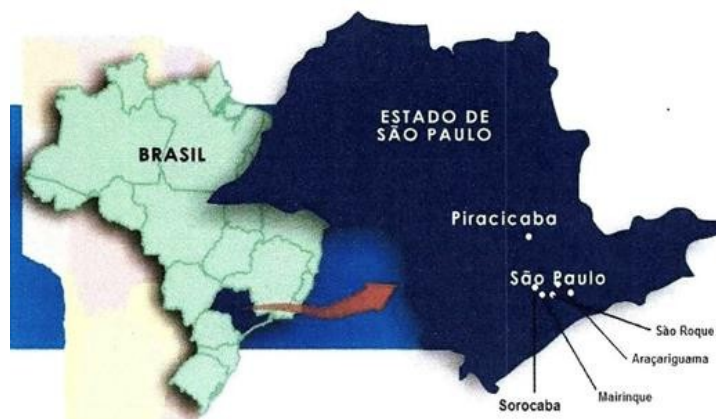 ESTADO DE
SÃO PAULO
BRASIL
Piracicaba
São Paulo
São Roque
Araçariguama
Mairinque
Sorocaba